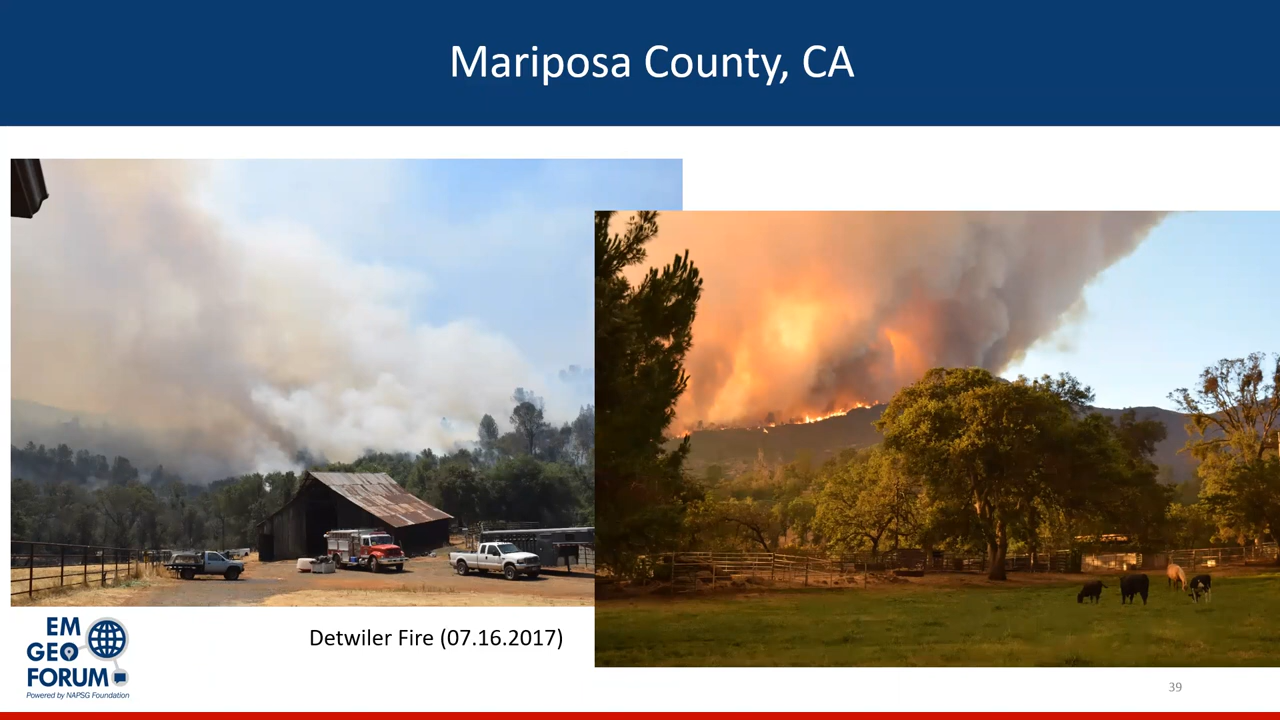 Mariposa County, CA
Detwiler Fire (07.16.2017)
EM
GEO
FORUM
Powered by NAPSG Foundation
39